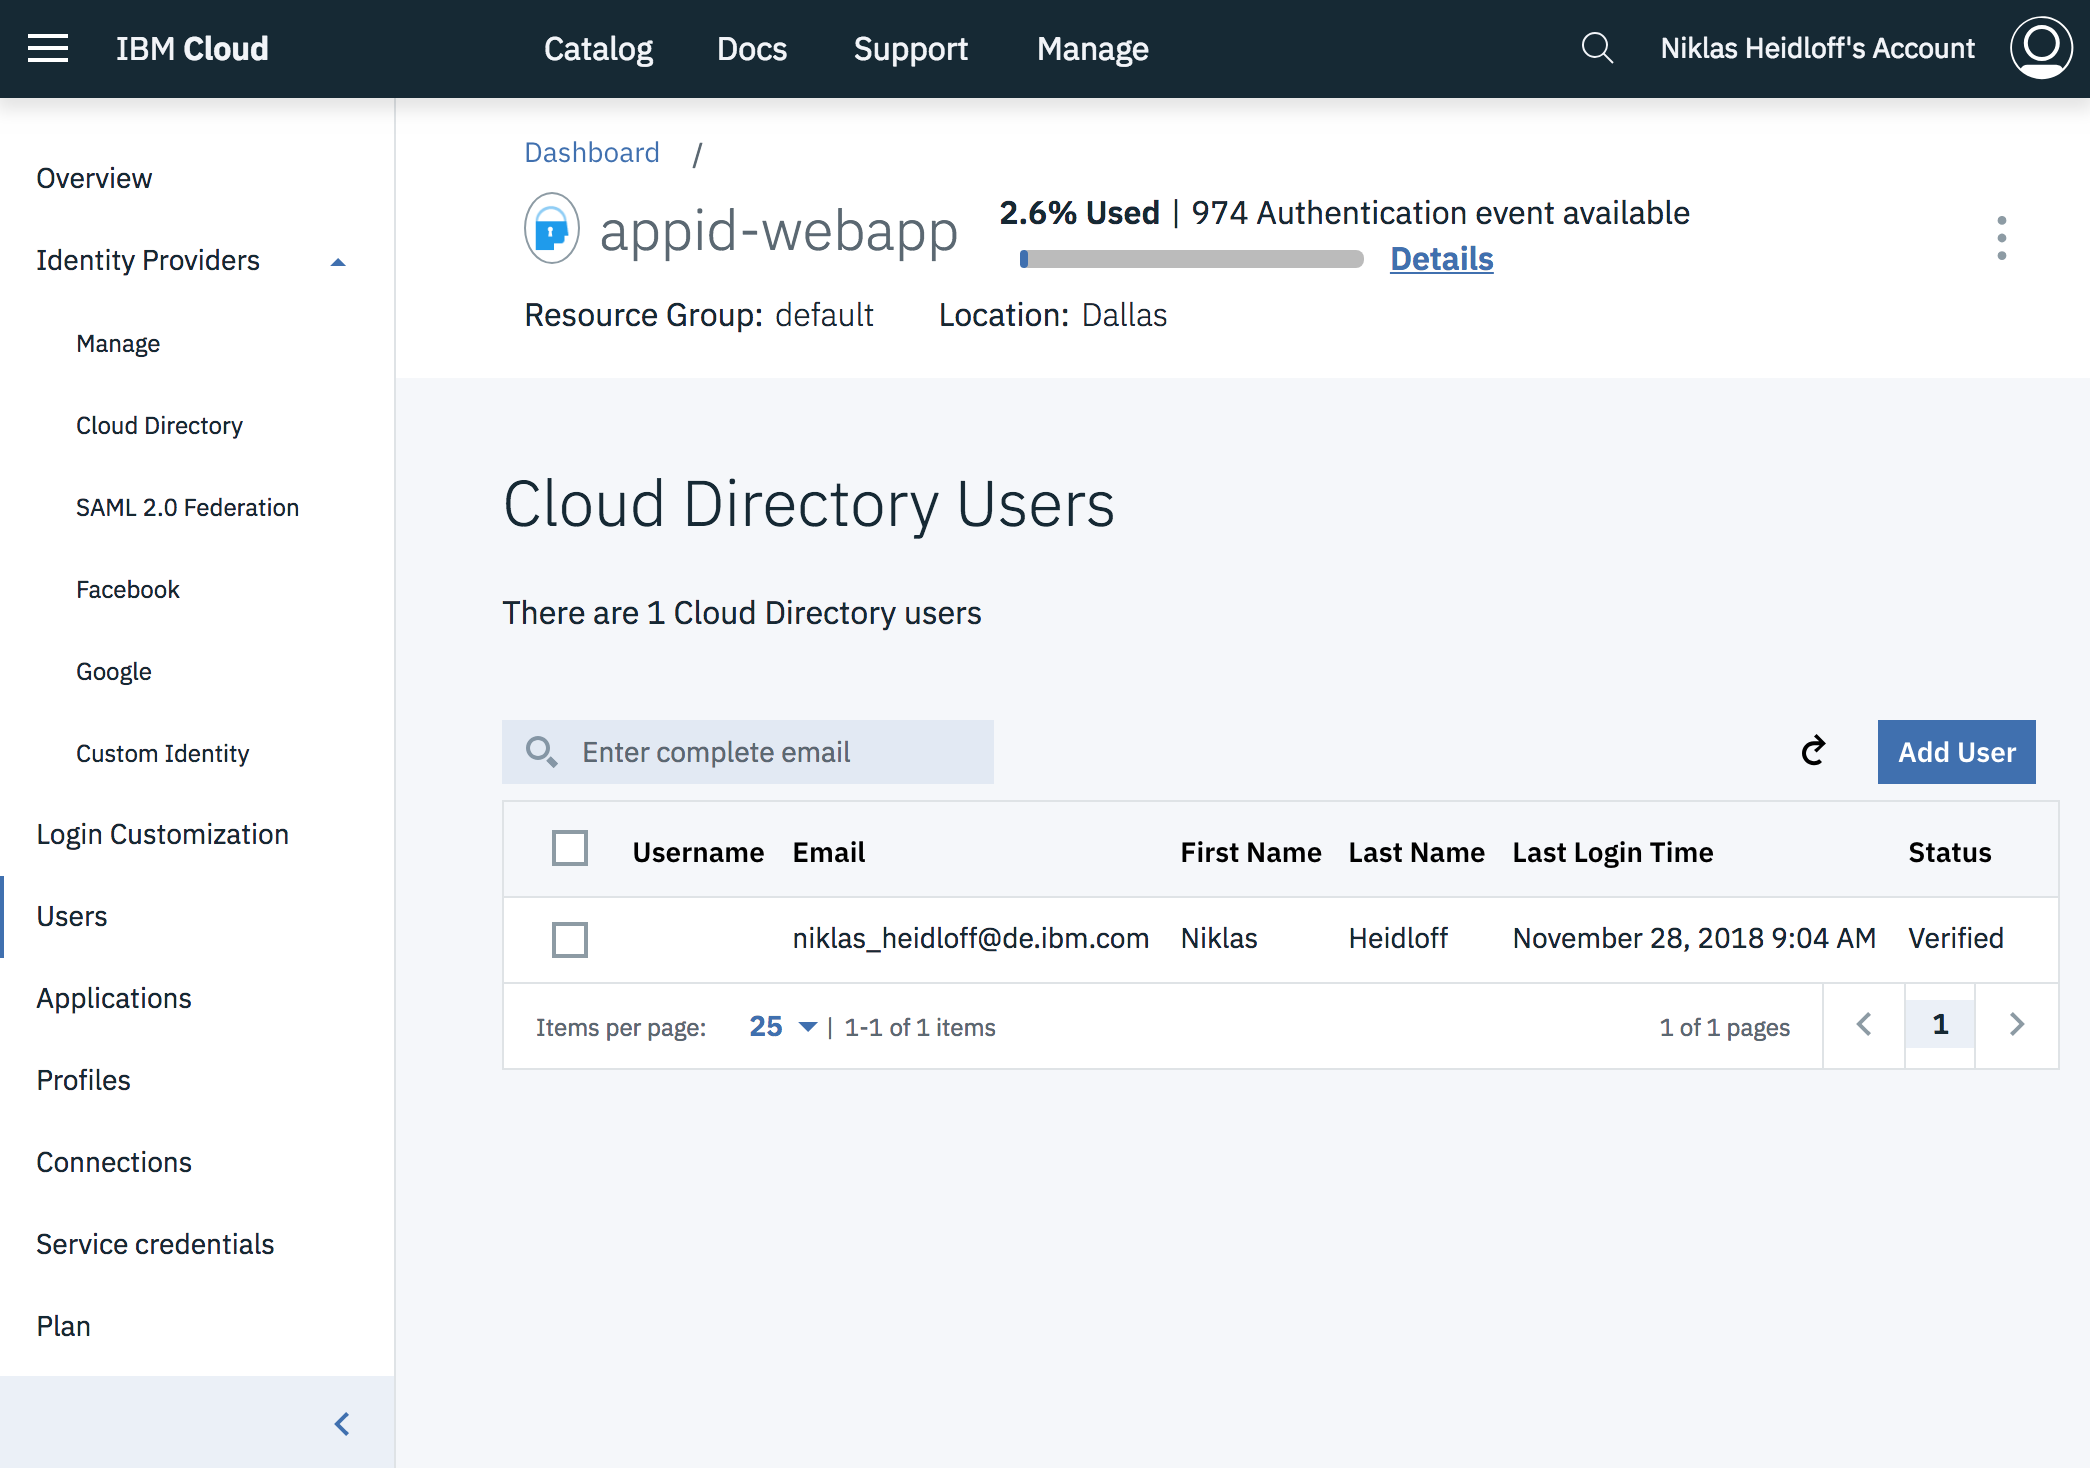 IBM Cloud Catalog Docs Support Manage Niklas Heidloff's Account
Overview
Identity Providers
Manage
Cloud Directory
SAML 2.0 Federation
Facebook
Google
Custom Identity
Login Customization
Users
Applications
Profiles
Connections
Service credentials
Plan
Dashboard /
appid-webapp
2.6% Used | 974 Authentication event available
Details
Resource Group: default Location: Dallas
Cloud Directory Users
There are 1 Cloud Directory users
Enter complete email
Add User
Username Email First Name Last Name Last Login Time Status
niklas_heidloff@de.ibm.com Niklas Heidloff November 28, 2018 9:04 AM Verified
Items per page: 25 | 1-1 of 1 items 1 of 1 pages 1